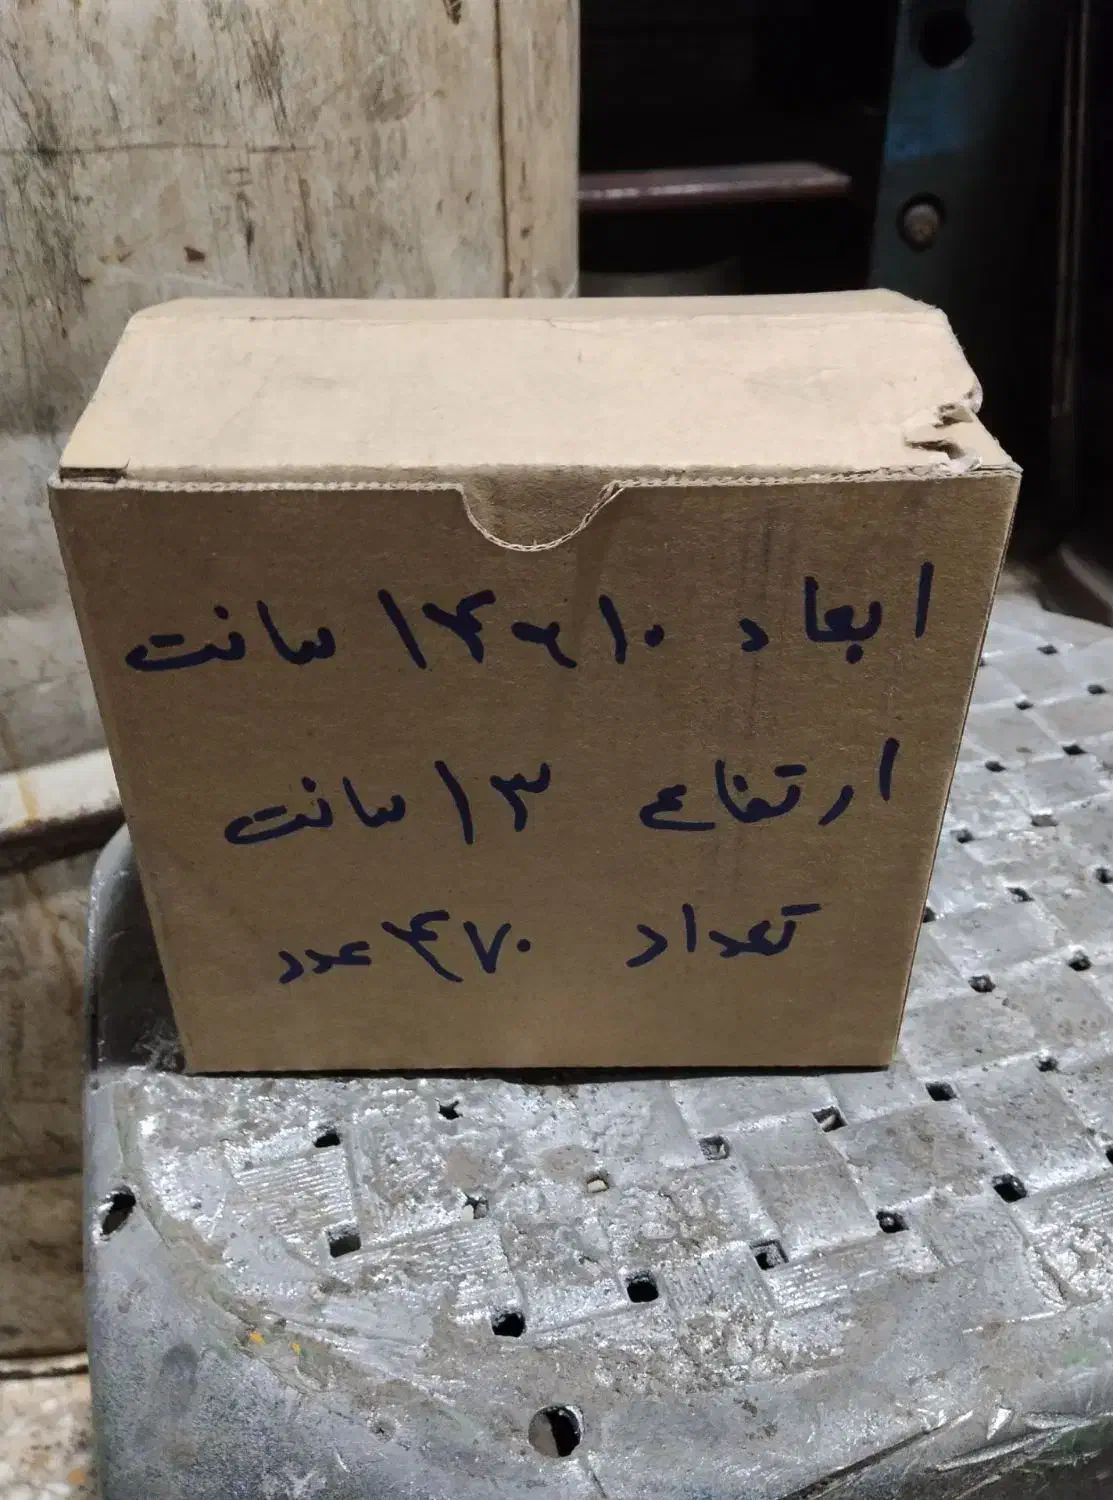 ابعاد ۱۰ و ۱۴ سانت
ارتفاع ۱۳ سانت
تعداد ۴۷۰ عدد